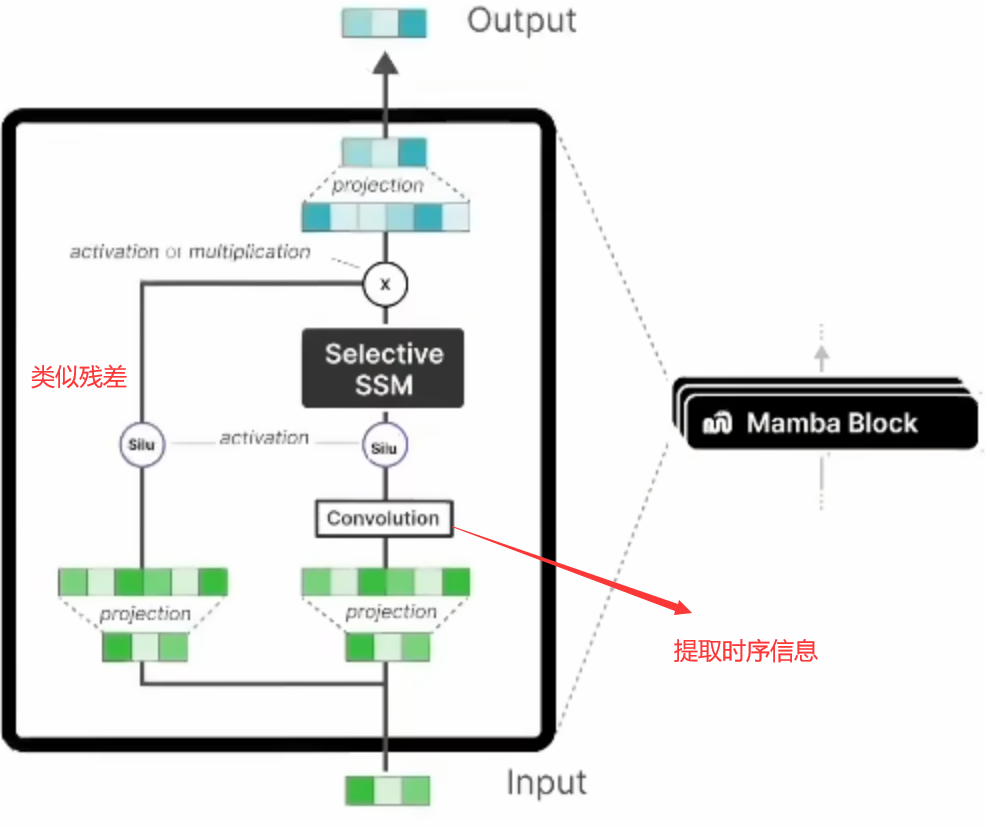 Output
projection
activation or multiplication
X
Selective
SSM
类似残差
Silu
activation
Silu
Mamba Block
Convolution
projection
projection
提取时序信息
Input